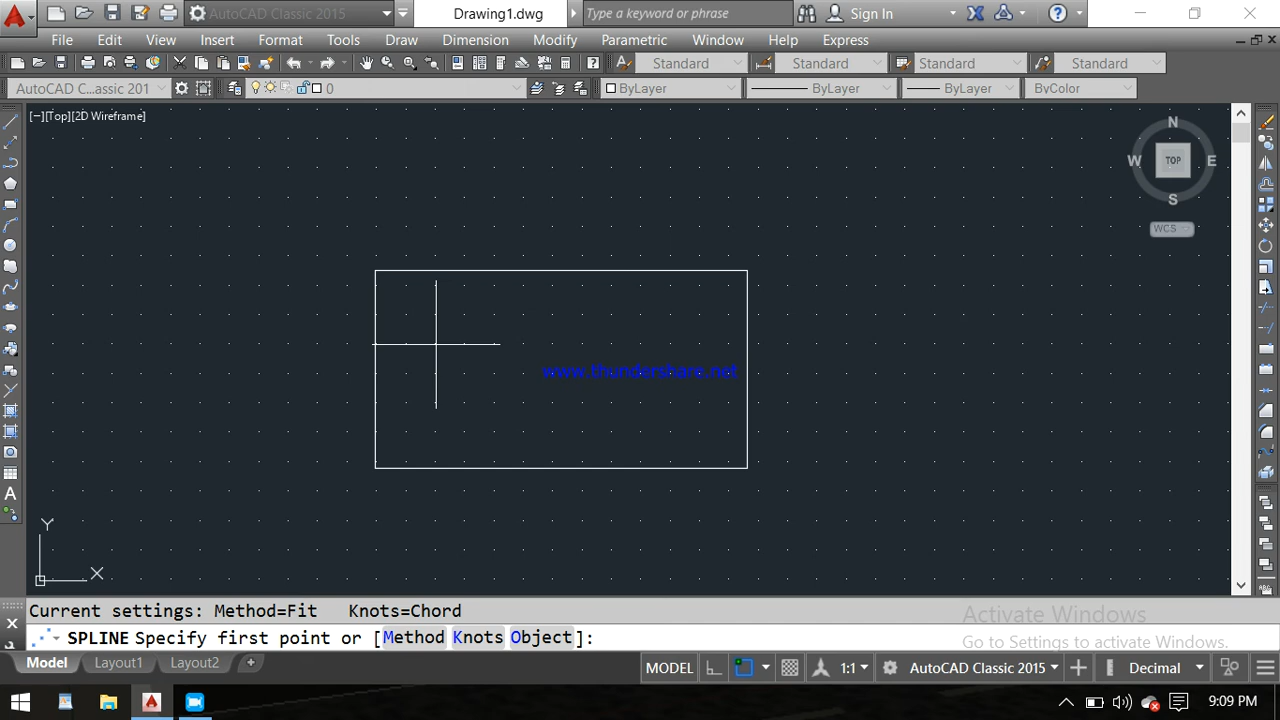 AutoCAD Classic 2015
Drawing1.dwg
Type a keyword or phrase
Sign In
File Edit View Insert Format Tools Draw Dimension Modify Parametric Window Help Express
Standard Standard Standard Standard
AutoCAD C...assic 201 0 ByLayer ByLayer ByLayer ByColor
[−][Top][2D Wireframe]
N
W TOP E
S
WCS
www.thundershare.net
Y
X
Current settings: Method=Fit Knots=Chord
SPLINE Specify first point or [Method Knots Object]:
Activate Windows
Go to Settings to activate Windows.
Model Layout1 Layout2
MODEL 1:1 AutoCAD Classic 2015 Decimal
9:09 PM